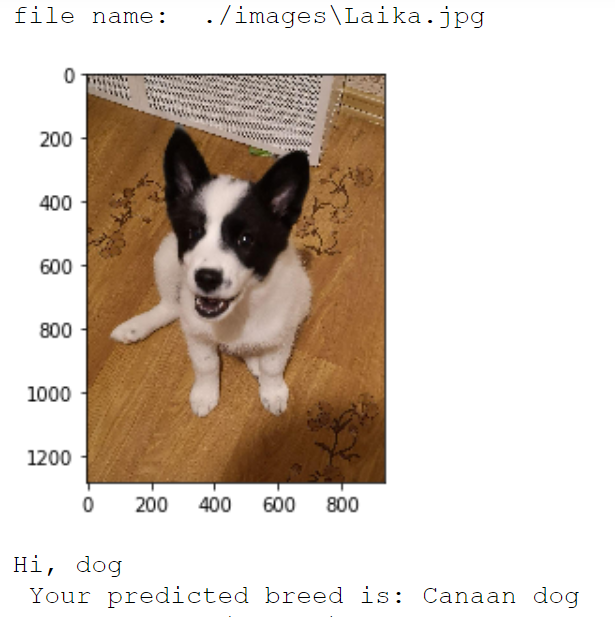 file name:  ./images\Laika.jpg
0
200
400
600
800
1000
1200
0 200 400 600 800
Hi, dog
 Your predicted breed is: Canaan dog